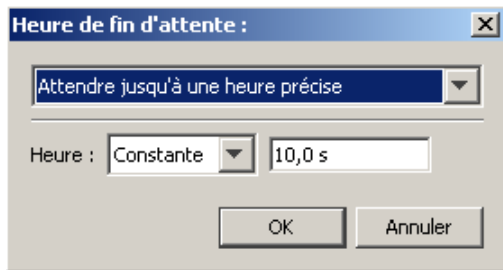 Heure de fin d'attente :
Attendre jusqu'à une heure précise
Heure : Constante 10,0 s
OK Annuler